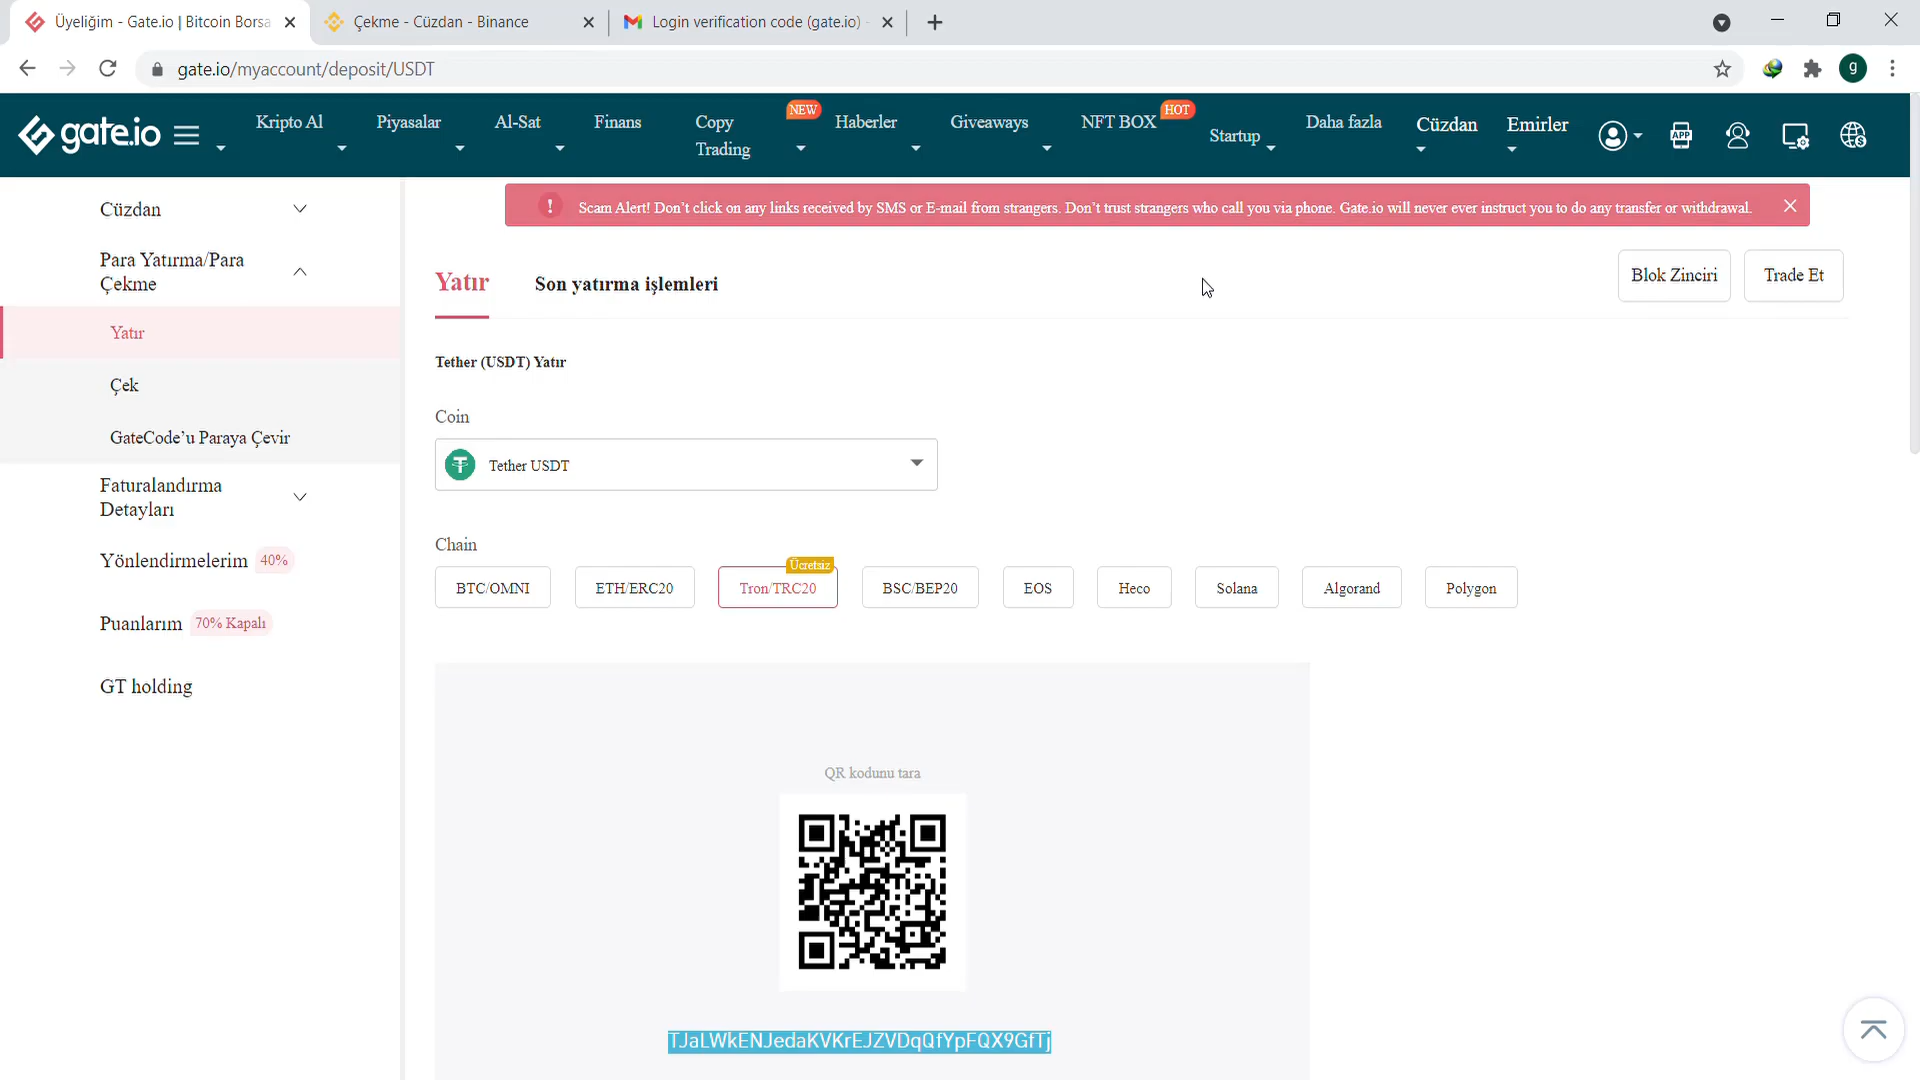 Üyeliğim - Gate.io | Bitcoin Borsa
Çekme - Cüzdan - Binance
Login verification code (gate.io) -
gate.io/myaccount/deposit/USDT
g
gate.io
Kripto Al
Piyasalar
Al-Sat
Finans
Copy Trading
NEW
Haberler
Giveaways
NFT BOX
HOT
Startup
Daha fazla
Cüzdan
Emirler
APP
Scam Alert! Don't click on any links received by SMS or E-mail from strangers. Don't trust strangers who call you via phone. Gate.io will never ever instruct you to do any transfer or withdrawal.
Cüzdan
Para Yatırma/Para
Çekme
Yatır
Çek
GateCode'u Paraya Çevir
Faturalandırma
Detayları
Yönlendirmelerim 40%
Puanlarım 70% Kapalı
GT holding
Yatır
Son yatırma işlemleri
Blok Zinciri
Trade Et
Tether (USDT) Yatır
Coin
Tether USDT
Chain
Ücretsiz
BTC/OMNI
ETH/ERC20
Tron/TRC20
BSC/BEP20
EOS
Heco
Solana
Algorand
Polygon
QR kodunu tara
TJaLWkENJedaKVKrEJZVDqQfYpFQX9GfTj